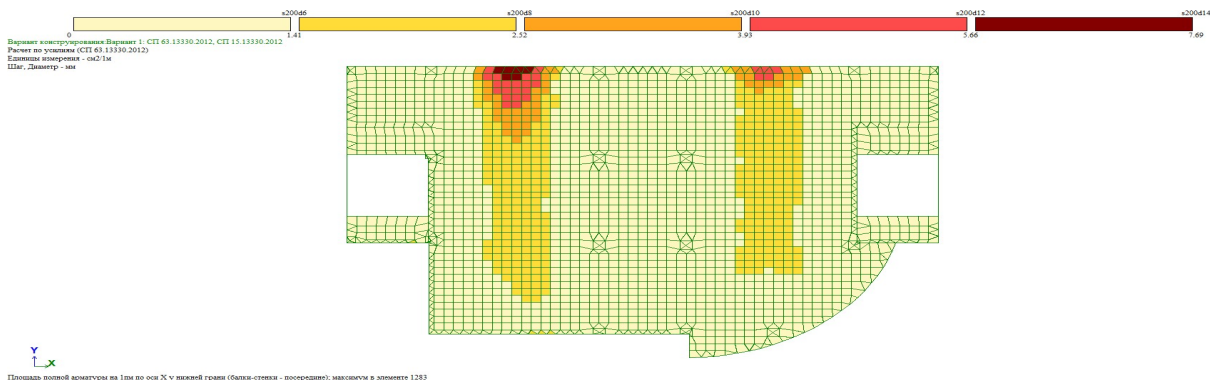 s200d6 s200d8 s200d10 s200d12 s200d14
0 1.41 2.52 3.93 5.66 7.69
Вариант конструирования:Вариант 1: СП 63.13330.2012, СП 15.13330.2012
Расчет по усилиям (СП 63.13330.2012)
Единицы измерения - см2/1м
Шаг, Диаметр - мм
Y
X
Площадь полной арматуры на 1пм по оси X у нижней грани (балки-стенки - посередине); максимум в элементе 1283